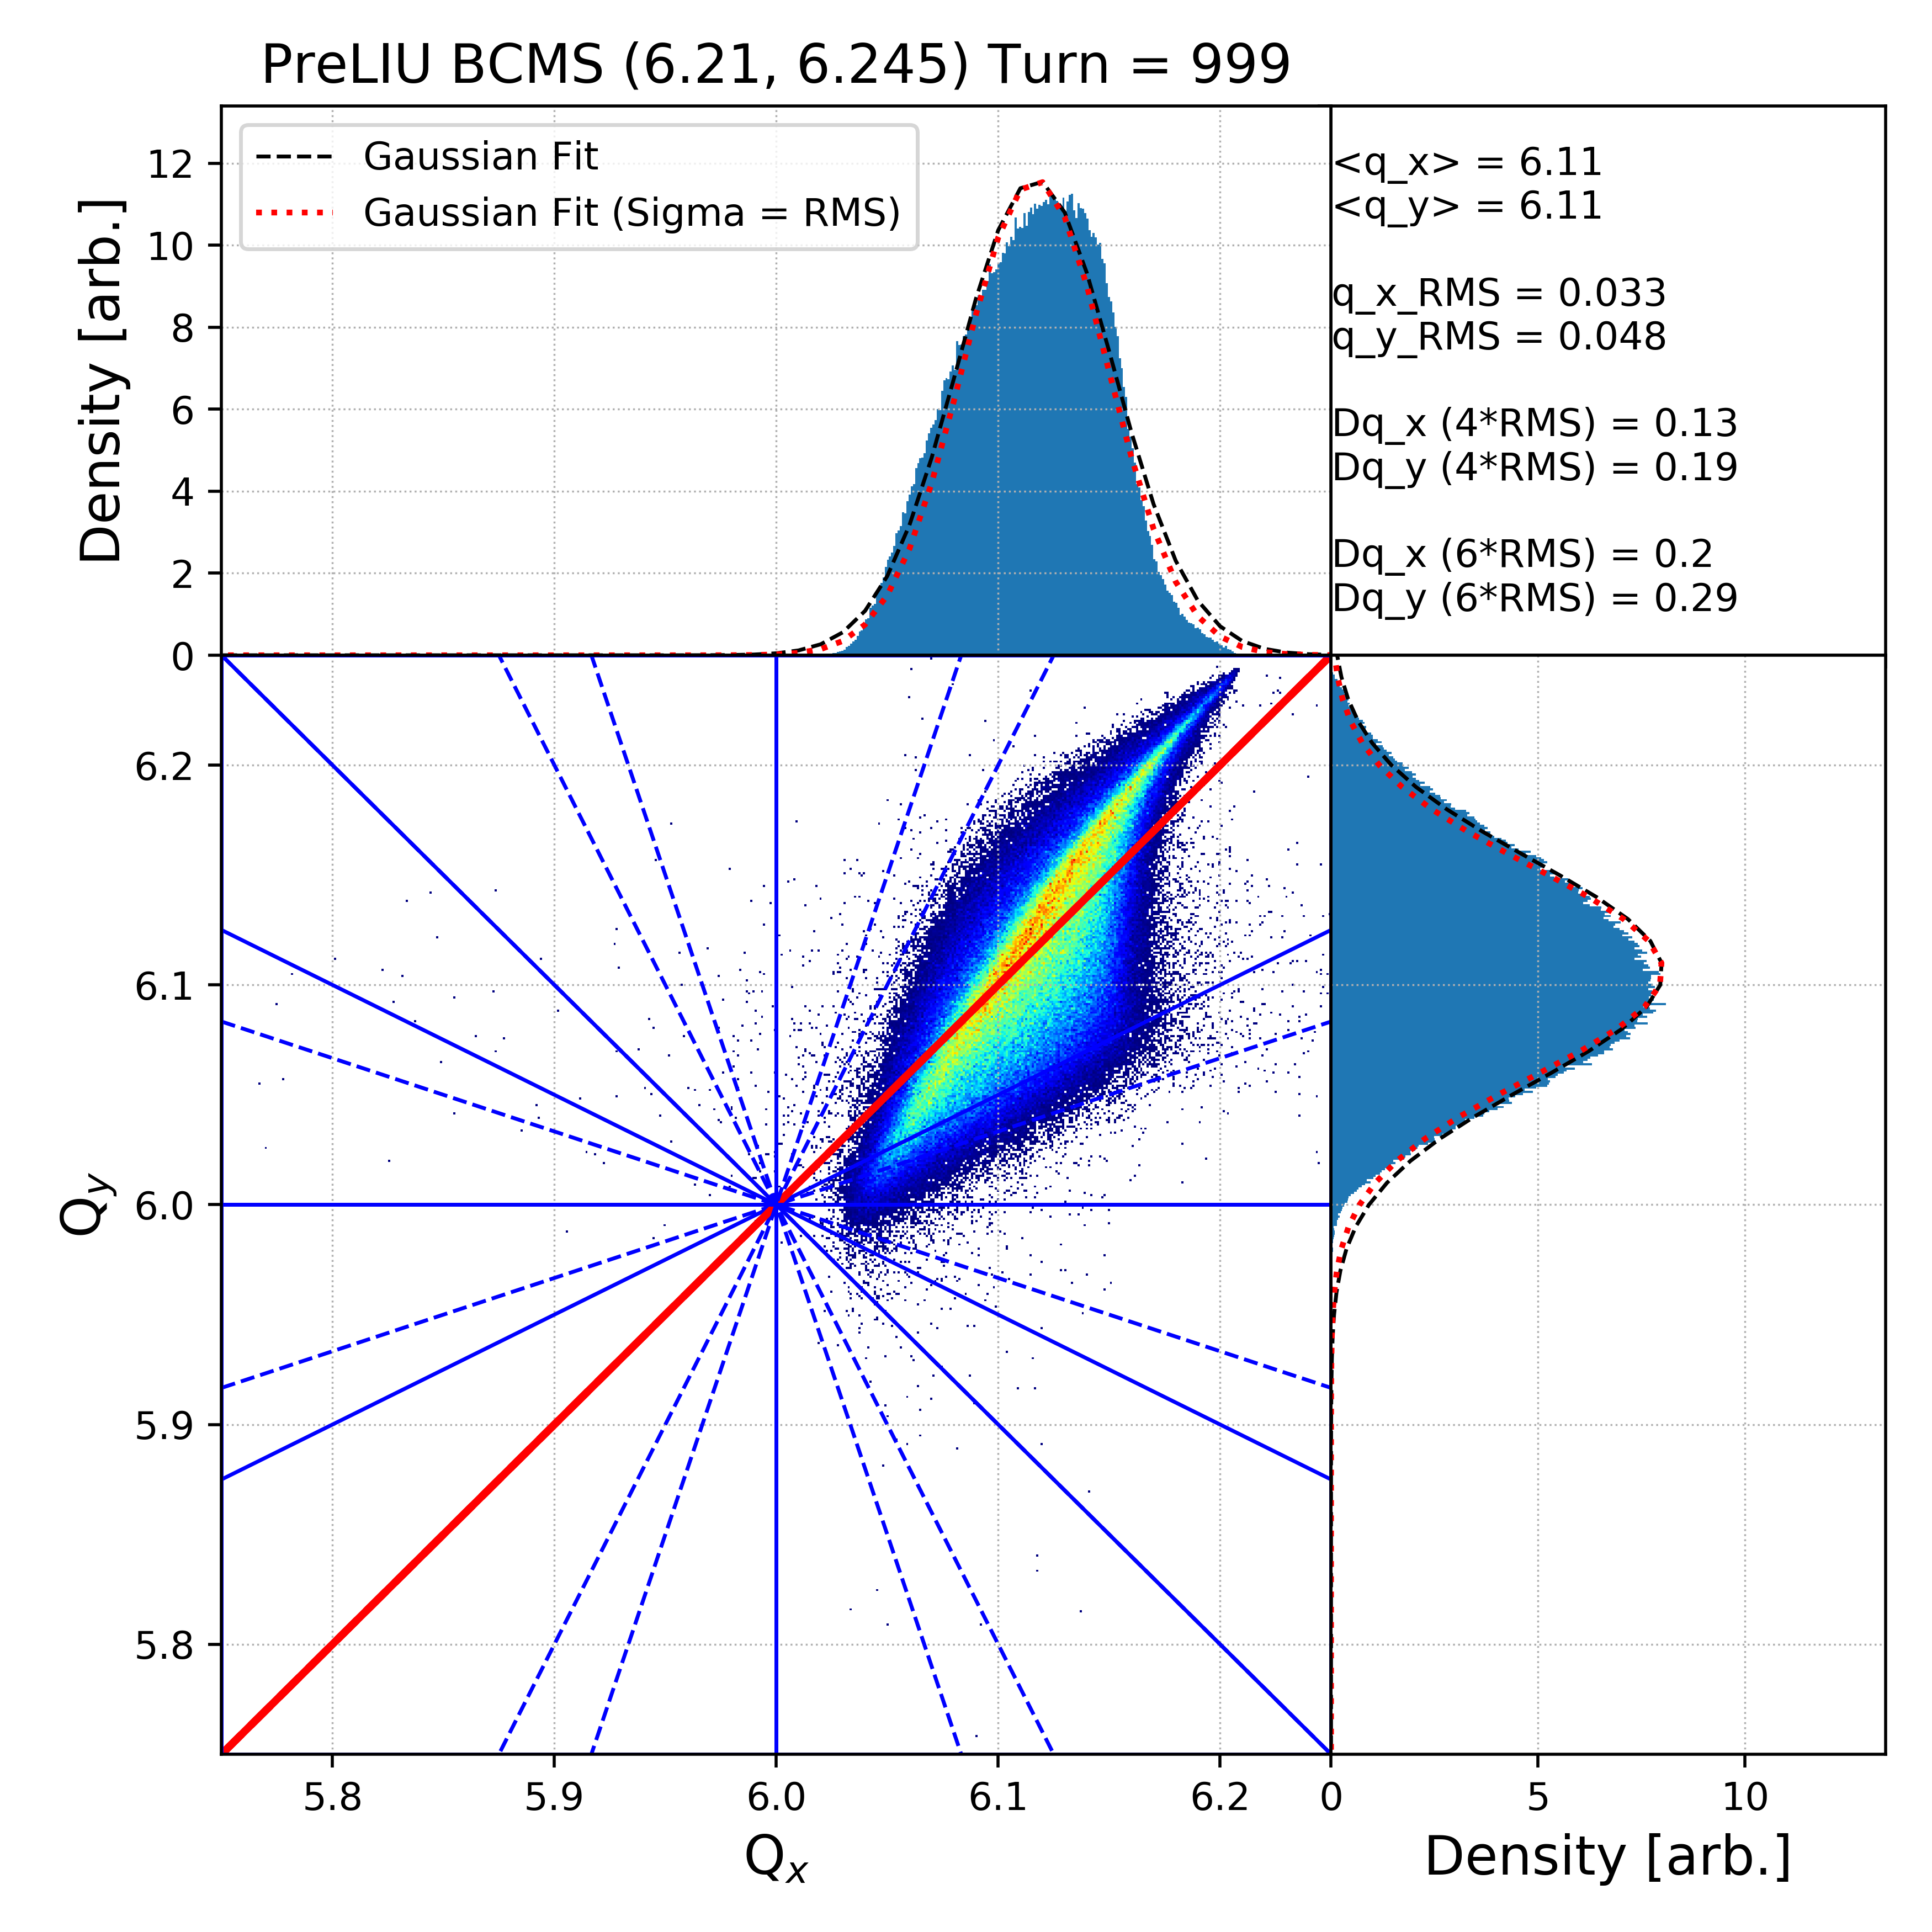 PreLIU BCMS (6.21, 6.245) Turn = 999
Density [arb.]
12
10
8
6
4
2
0
Gaussian Fit
Gaussian Fit (Sigma = RMS)
<q_x> = 6.11
<q_y> = 6.11
q_x_RMS = 0.033
q_y_RMS = 0.048
Dq_x (4*RMS) = 0.13
Dq_y (4*RMS) = 0.19
Dq_x (6*RMS) = 0.2
Dq_y (6*RMS) = 0.29
Qy
6.2
6.1
6.0
5.9
5.8
5.8 5.9 6.0 6.1 6.2
Qx
0 5 10
Density [arb.]